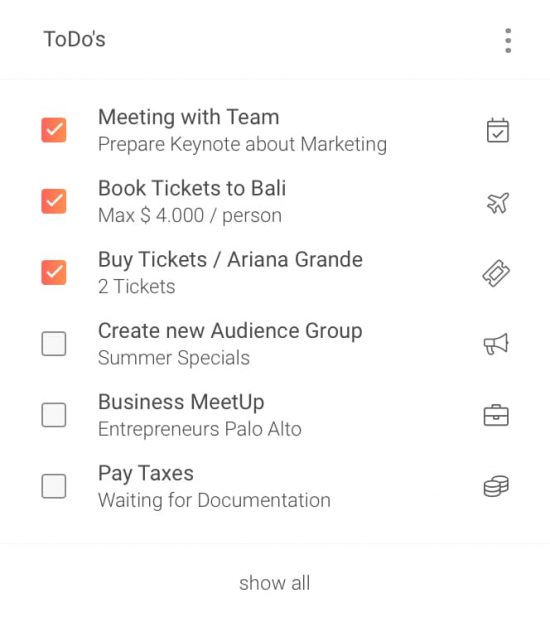 ToDo's
Meeting with Team
Prepare Keynote about Marketing
Book Tickets to Bali
Max $ 4.000 / person
Buy Tickets / Ariana Grande
2 Tickets
Create new Audience Group
Summer Specials
Business MeetUp
Entrepreneurs Palo Alto
Pay Taxes
Waiting for Documentation
show all